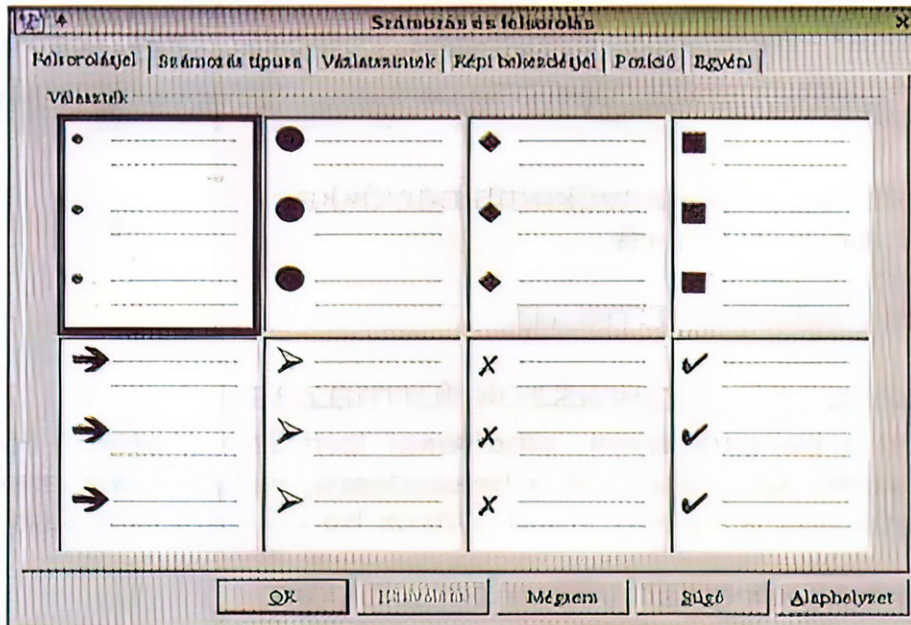 Számozás és felsorolás
Felsorolásjel Számozás típusa Vázlatszintek Képi bekezdésjel Pozíció Egyéni
Választék
OK Mégsem Súgó Alaphelyzet